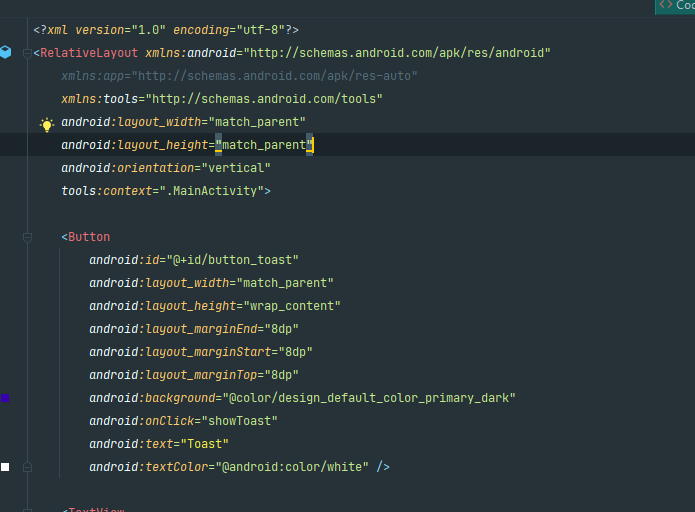 Cod
<?xml version="1.0" encoding="utf-8"?>
<RelativeLayout xmlns:android="http://schemas.android.com/apk/res/android"
xmlns:app="http://schemas.android.com/apk/res-auto"
xmlns:tools="http://schemas.android.com/tools"
android:layout_width="match_parent"
android:layout_height="match_parent"
android:orientation="vertical"
tools:context=".MainActivity">
<Button
android:id="@+id/button_toast"
android:layout_width="match_parent"
android:layout_height="wrap_content"
android:layout_marginEnd="8dp"
android:layout_marginStart="8dp"
android:layout_marginTop="8dp"
android:background="@color/design_default_color_primary_dark"
android:onClick="showToast"
android:text="Toast"
android:textColor="@android:color/white" />
<TextView